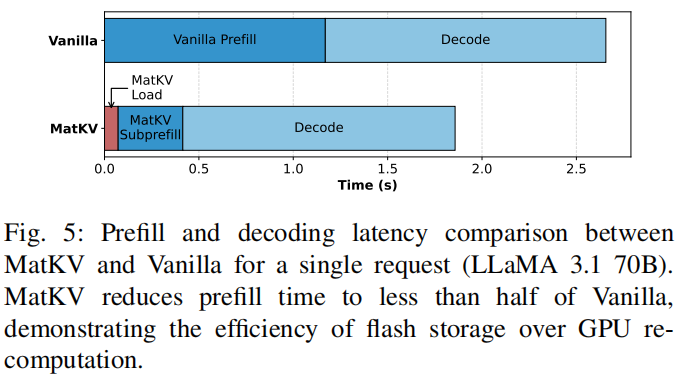 Vanilla
Vanilla Prefill
Decode
MatKV
Load
MatKV
MatKV
Subprefill
Decode
0.0 0.5 1.0 1.5 2.0 2.5
Time (s)
Fig. 5: Prefill and decoding latency comparison between
MatKV and Vanilla for a single request (LLaMA 3.1 70B).
MatKV reduces prefill time to less than half of Vanilla,
demonstrating the efficiency of flash storage over GPU re-
computation.